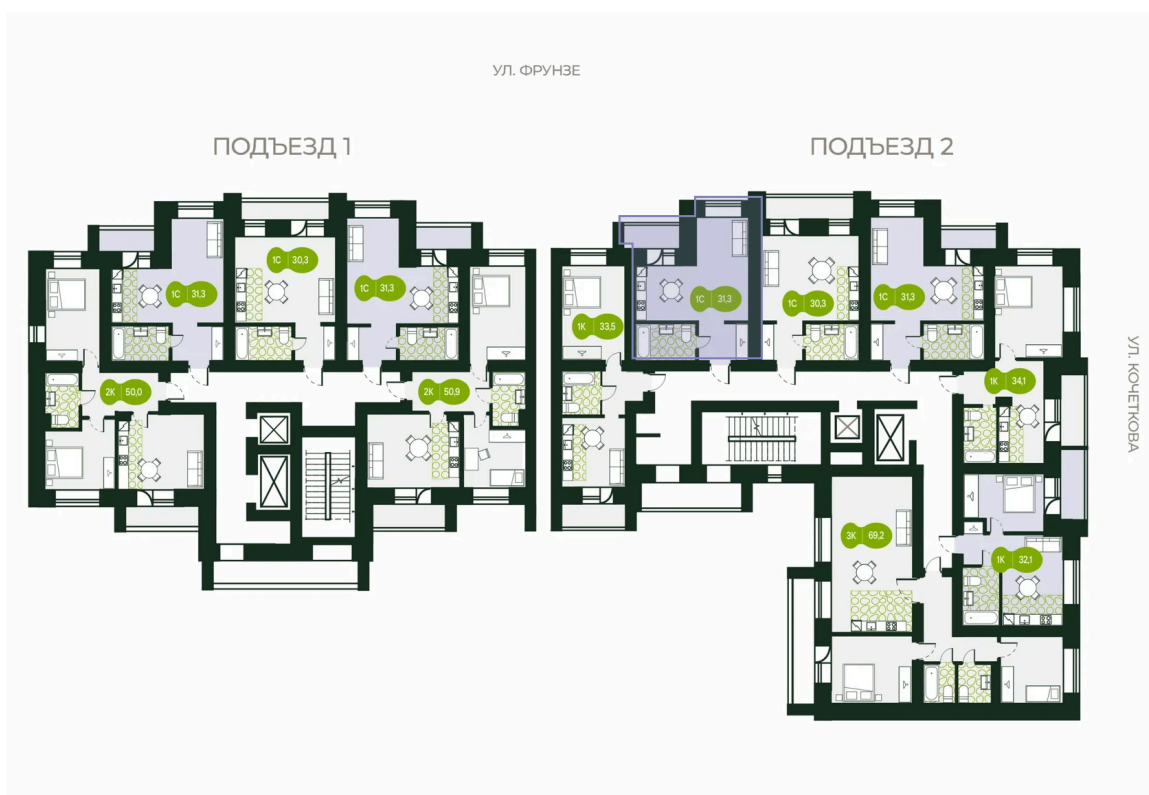 УЛ. ФРУНЗЕ
ПОДЪЕЗД 1
ПОДЪЕЗД 2
1С 31,3
1С 30,3
1С 31,3
2К 50,0
2К 50,9
1К 33,5
1С 31,3
1С 30,3
1С 31,3
1К 34,1
3К 69,2
1К 32,1
УЛ. КОЧЕТКОВА